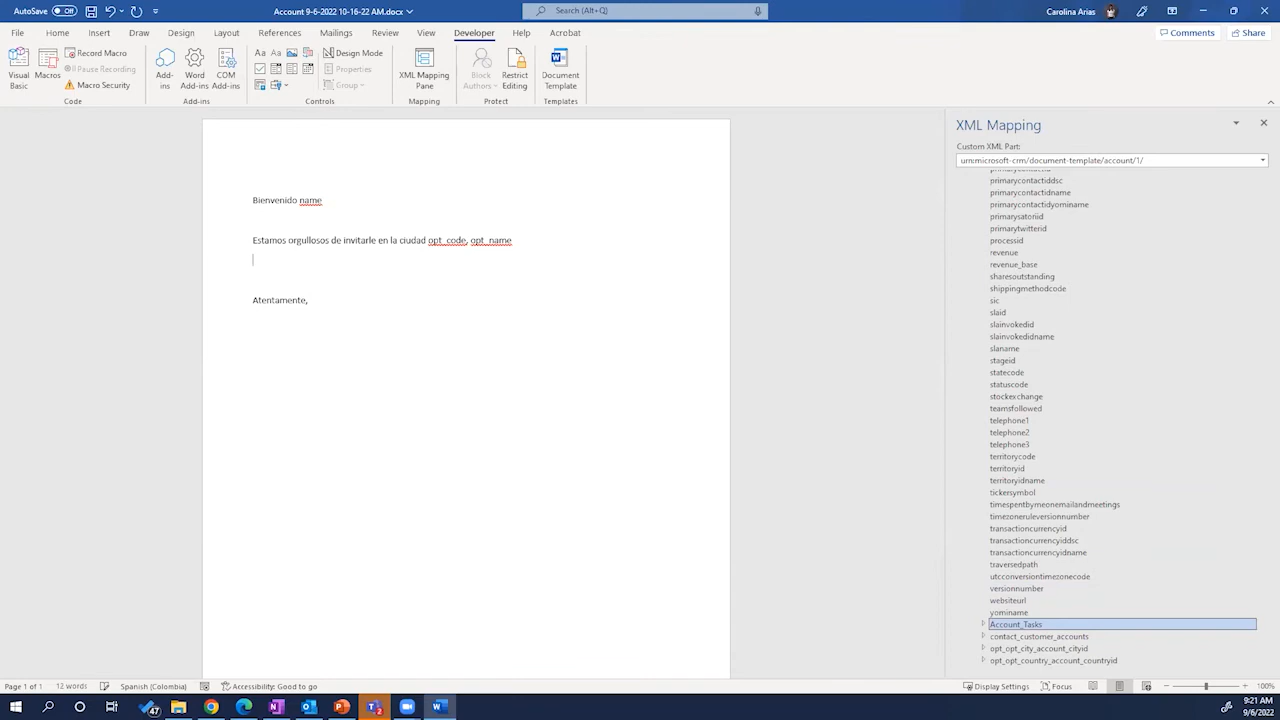 AutoSave Off
Account 9-6-2022 10-16-22 AM.docx
Search (Alt+Q)
Carolina Arias
File Home Insert Draw Design Layout References Mailings Review View Developer Help Acrobat
Comments Share
Visual Basic
Macros
Record Macro
Pause Recording
Macro Security
Code
Add-ins
Word Add-ins
COM Add-ins
Add-ins
Aa Aa
Design Mode
Properties
Group
Controls
XML Mapping Pane
Mapping
Block Authors
Restrict Editing
Protect
Document Template
Templates
Bienvenido name
Estamos orgullosos de invitarle en la ciudad opt_code, opt_name
Atentamente,
XML Mapping
Custom XML Part:
urn:microsoft-crm/document-template/account/1/
primarycontactid
primarycontactiddsc
primarycontactidname
primarycontactidyominame
primarysatoriid
primarytwitterid
processid
revenue
revenue_base
sharesoutstanding
shippingmethodcode
sic
slaid
slainvokedid
slainvokedidname
slaname
stageid
statecode
statuscode
stockexchange
teamsfollowed
telephone1
telephone2
telephone3
territorycode
territoryid
territoryidname
tickersymbol
timespentbymeonemailandmeetings
timezoneruleversionnumber
transactioncurrencyid
transactioncurrencyiddsc
transactioncurrencyidname
traversedpath
utcconversiontimezonecode
versionnumber
websiteurl
yominame
Account_Tasks
contact_customer_accounts
opt_opt_city_account_cityid
opt_opt_country_account_countryid
Page 1 of 1 12 words Spanish (Colombia) Accessibility: Good to go
Display Settings Focus 100%
9:21 AM
9/6/2022